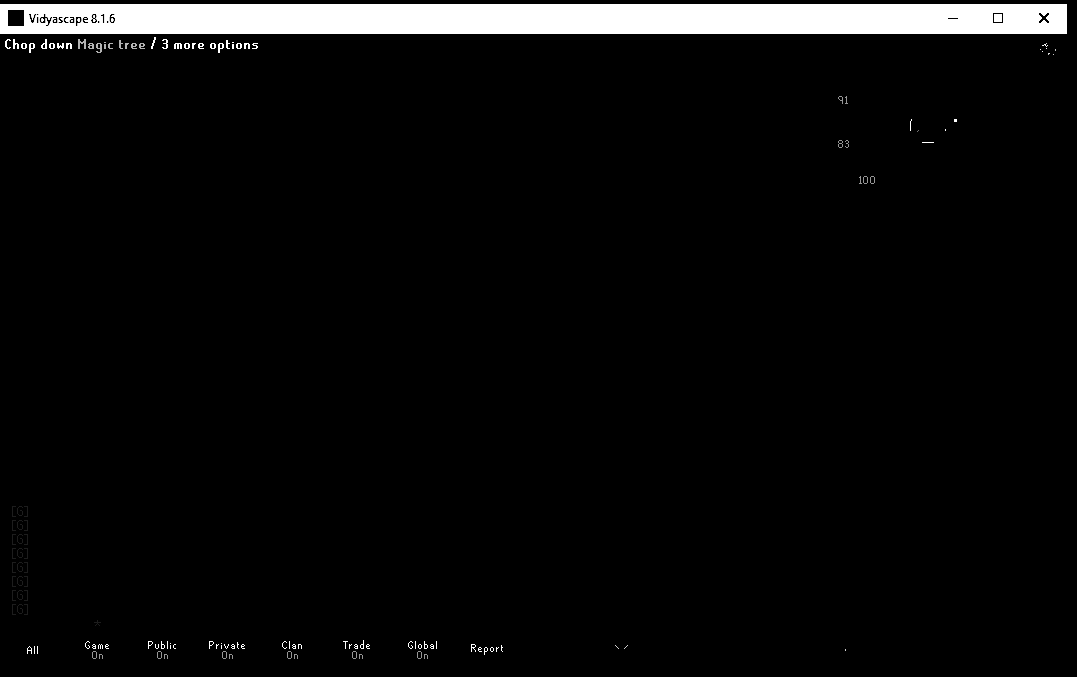 Vidyascape 8.1.6
Chop down Magic tree / 3 more options
91
83
100
[G]
[G]
[G]
[G]
[G]
[G]
[G]
[G]
*
All
Game
On
Public
On
Private
On
Clan
On
Trade
On
Global
On
Report